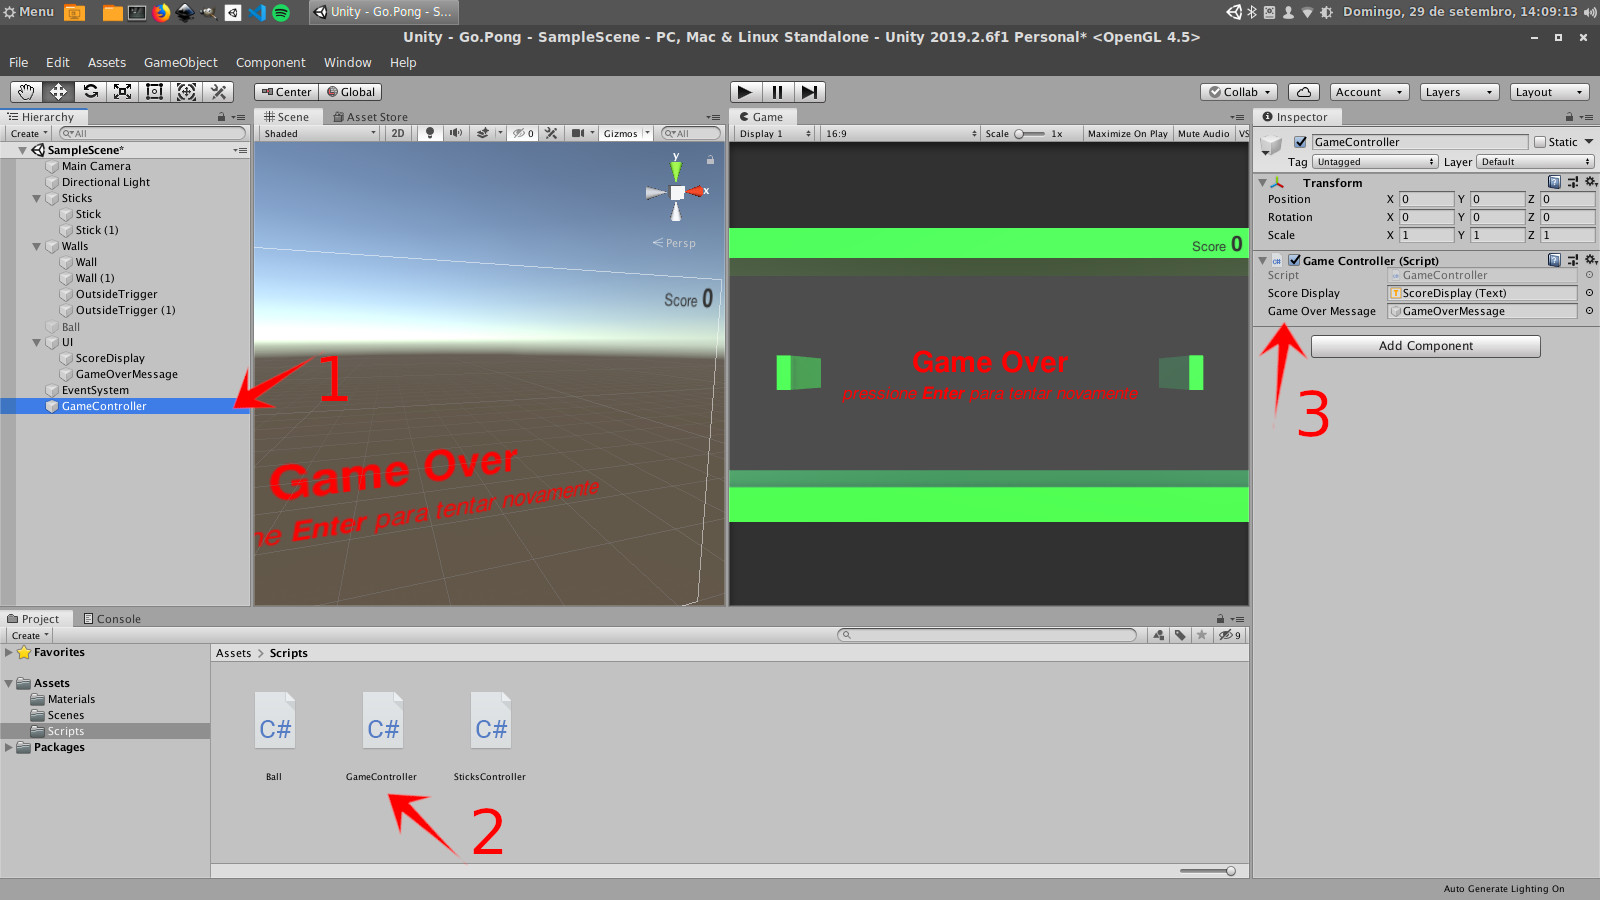 Menu
Unity - Go.Pong - S...
Domingo, 29 de setembro, 14:09:13
Unity - Go.Pong - SampleScene - PC, Mac & Linux Standalone - Unity 2019.2.6f1 Personal* <OpenGL 4.5>
File Edit Assets GameObject Component Window Help
Center Global Collab Account Layers Layout
Hierarchy
Create All
SampleScene*
Main Camera
Directional Light
Sticks
Stick
Stick (1)
Walls
Wall
Wall (1)
OutsideTrigger
OutsideTrigger (1)
Ball
UI
ScoreDisplay
GameOverMessage
EventSystem
GameController
1
Scene Asset Store
Shaded 2D 0 Gizmos All
y
x
Persp
Score 0
Game Over
ne Enter para tentar novamente
Game
Display 1 16:9 Scale 1x Maximize On Play Mute Audio VS
Score 0
Game Over
pressione Enter para tentar novamente
Inspector
GameController Static
Tag Untagged Layer Default
Transform
Position X 0 Y 0 Z 0
Rotation X 0 Y 0 Z 0
Scale X 1 Y 1 Z 1
C# Game Controller (Script)
Script GameController
Score Display ScoreDisplay (Text)
Game Over Message GameOverMessage
Add Component
3
Project Console
Create 9
Favorites
Assets
Materials
Scenes
Scripts
Packages
Assets > Scripts
C# C# C#
Ball GameController SticksController
2
Auto Generate Lighting On